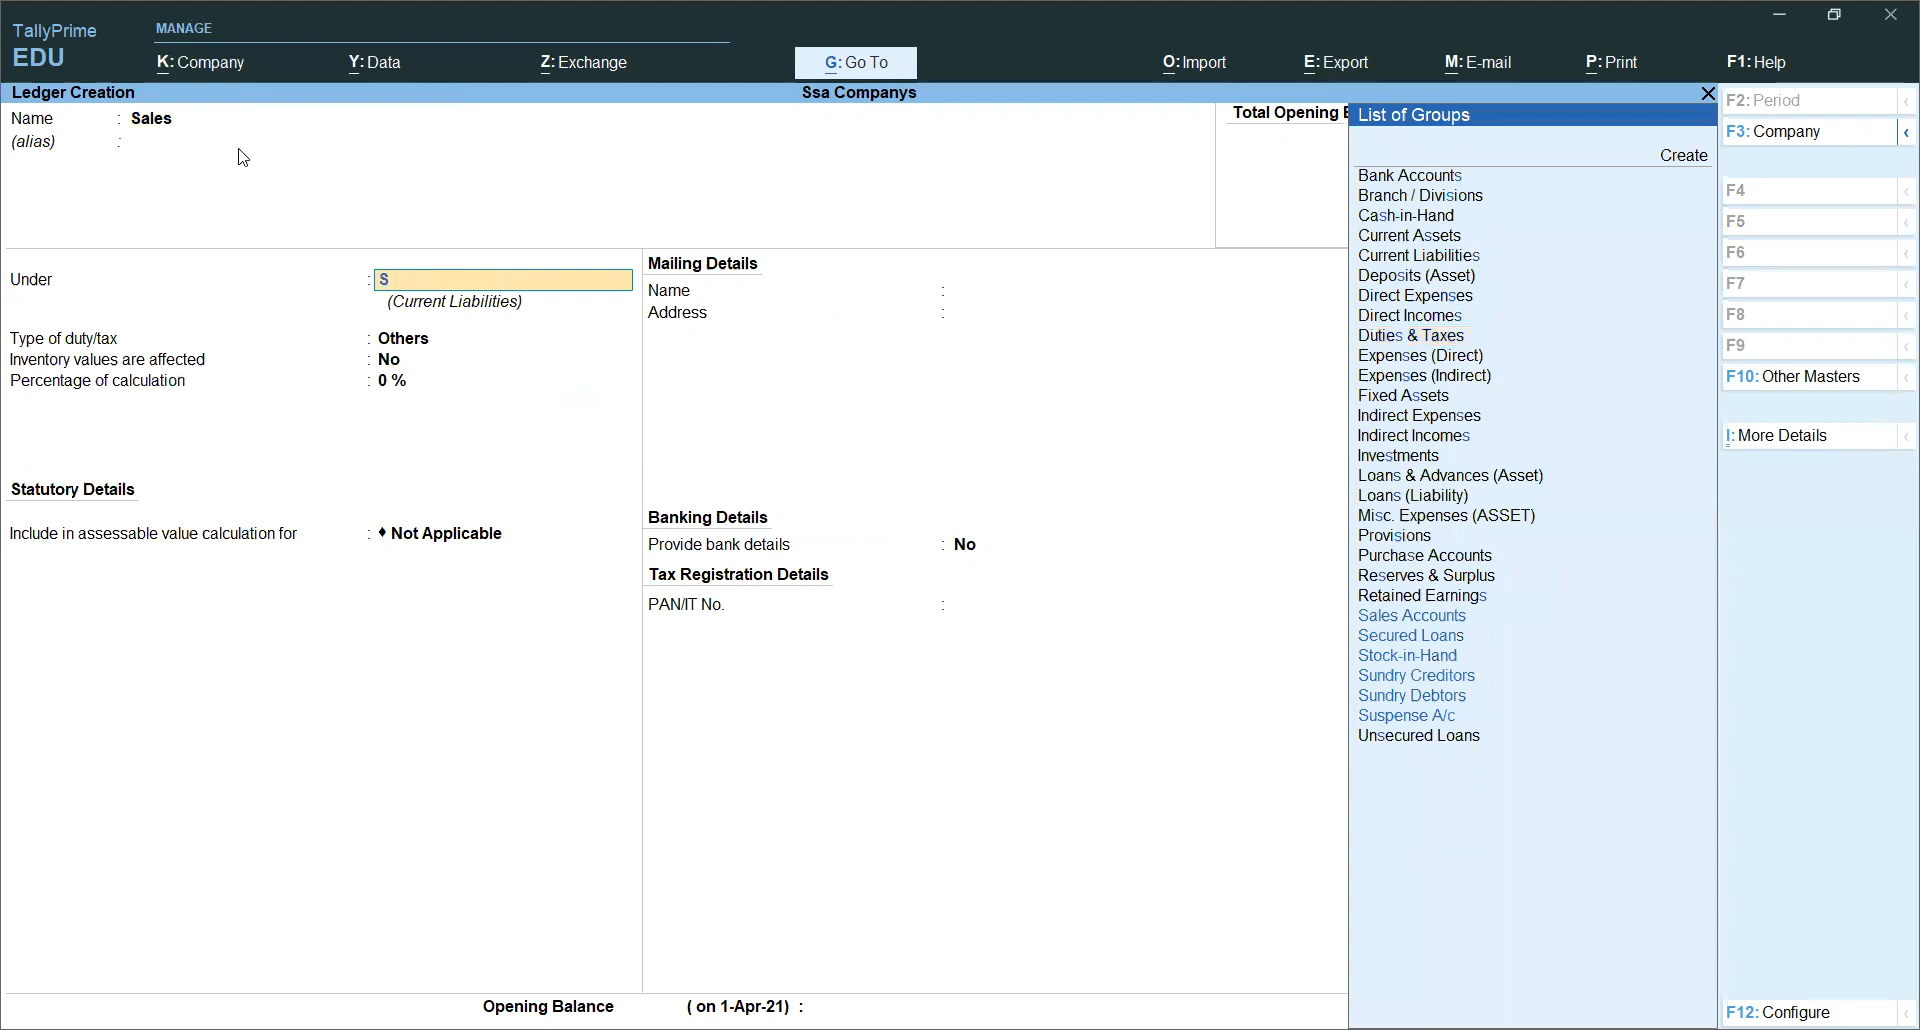 TallyPrime
EDU
MANAGE
K: Company
Y: Data
Z: Exchange
G: Go To
O: Import
E: Export
M: E-mail
P: Print
F1: Help
Ledger Creation
Ssa Companys
Name : Sales
(alias) :
Total Opening
Under : S
(Current Liabilities)
Type of duty/tax : Others
Inventory values are affected : No
Percentage of calculation : 0 %
Statutory Details
Include in assessable value calculation for : ♦ Not Applicable
Mailing Details
Name :
Address :
Banking Details
Provide bank details : No
Tax Registration Details
PAN/IT No. :
Opening Balance ( on 1-Apr-21) :
List of Groups
Create
Bank Accounts
Branch / Divisions
Cash-in-Hand
Current Assets
Current Liabilities
Deposits (Asset)
Direct Expenses
Direct Incomes
Duties & Taxes
Expenses (Direct)
Expenses (Indirect)
Fixed Assets
Indirect Expenses
Indirect Incomes
Investments
Loans & Advances (Asset)
Loans (Liability)
Misc. Expenses (ASSET)
Provisions
Purchase Accounts
Reserves & Surplus
Retained Earnings
Sales Accounts
Secured Loans
Stock-in-Hand
Sundry Creditors
Sundry Debtors
Suspense A/c
Unsecured Loans
F2: Period
F3: Company
F4
F5
F6
F7
F8
F9
F10: Other Masters
I: More Details
F12: Configure